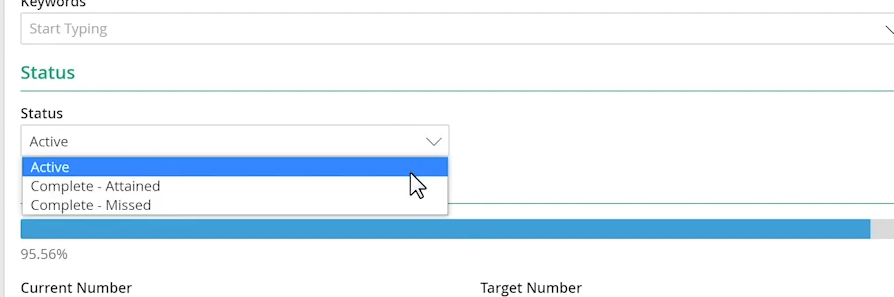 Keywords
Start Typing
Status
Status
Active
Active
Complete - Attained
Complete - Missed
95.56%
Current Number
Target Number